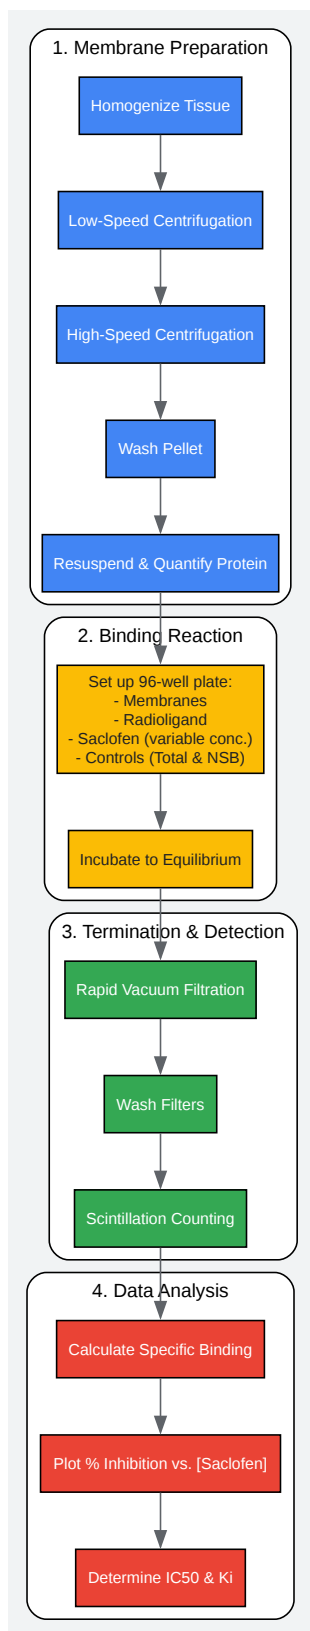 1. Membrane Preparation
Homogenize Tissue
Low-Speed Centrifugation
High-Speed Centrifugation
Wash Pellet
Resuspend & Quantify Protein
2. Binding Reaction
Set up 96-well plate:
- Membranes
- Radioligand
- Saclofen (variable conc.)
- Controls (Total & NSB)
Incubate to Equilibrium
3. Termination & Detection
Rapid Vacuum Filtration
Wash Filters
Scintillation Counting
4. Data Analysis
Calculate Specific Binding
Plot % Inhibition vs. [Saclofen]
Determine IC50 & Ki